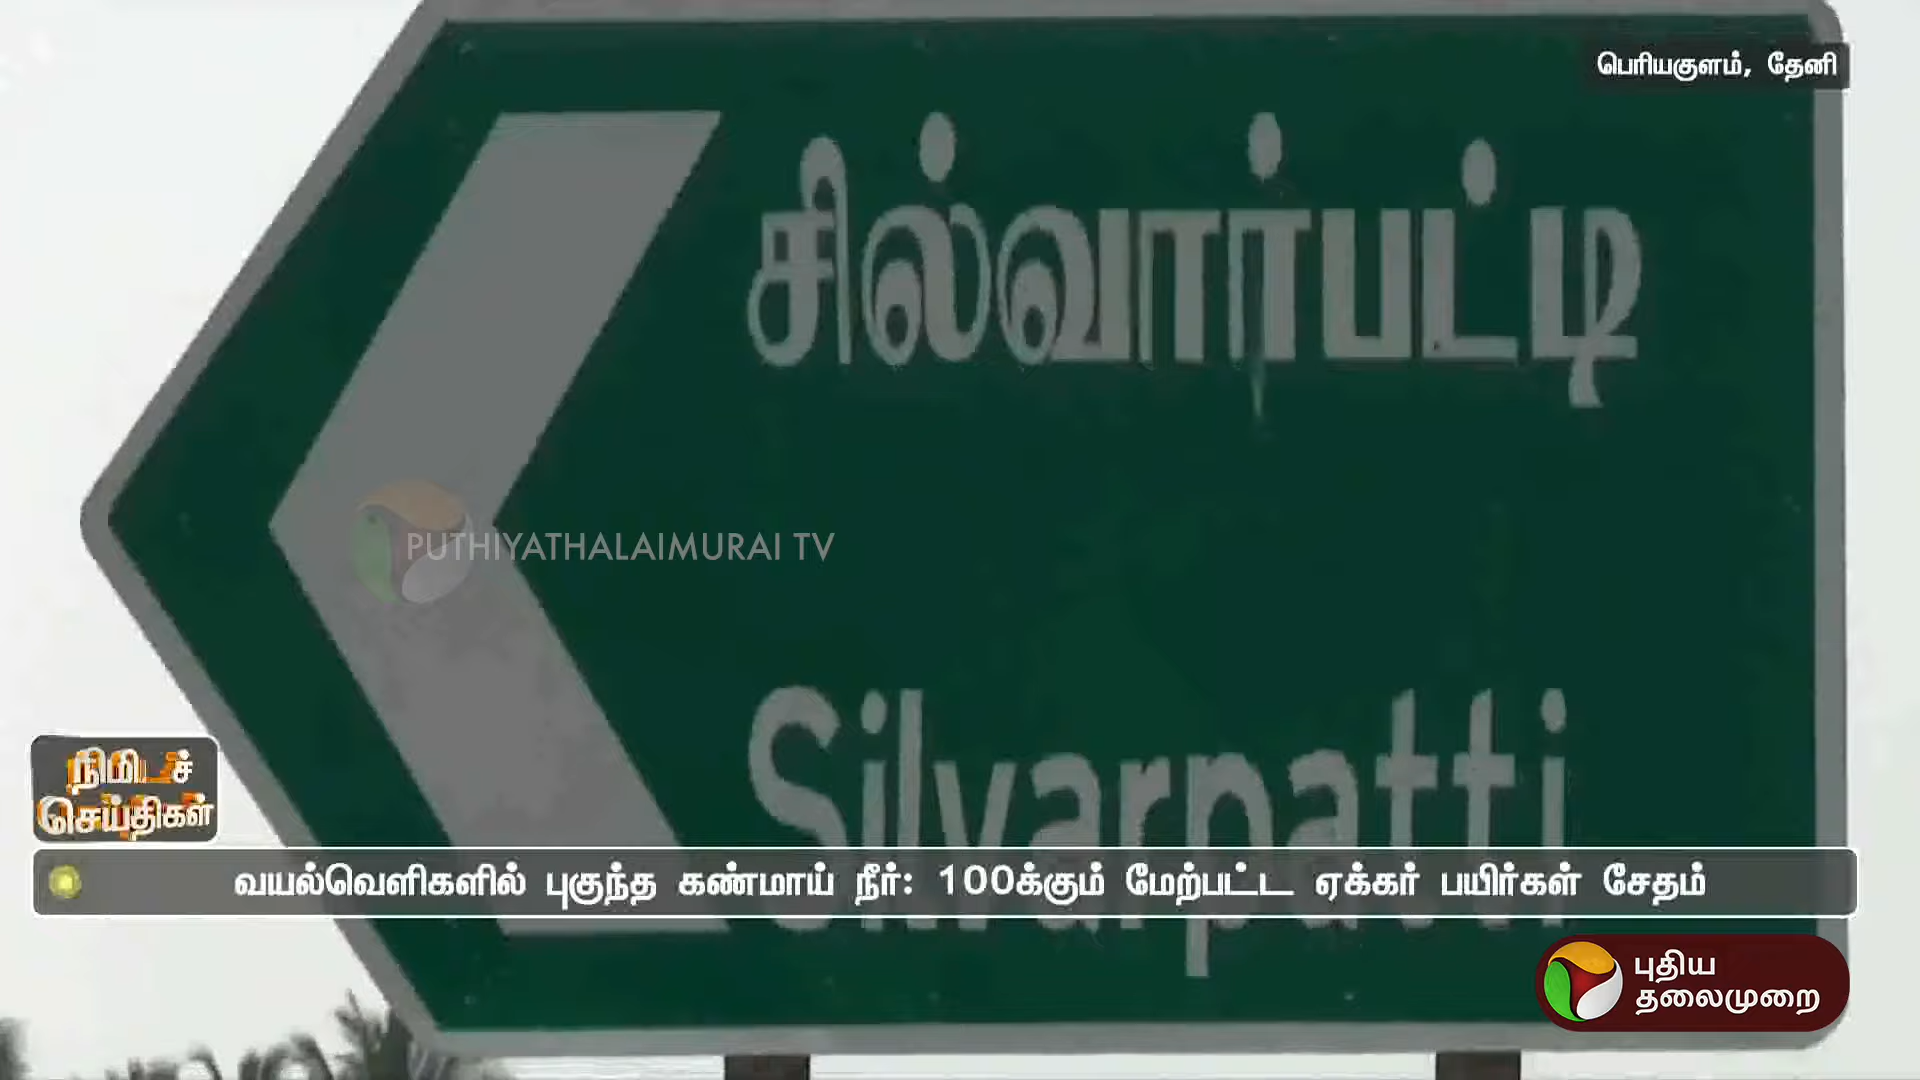 பெரியகுளம், தேனி
சில்வார்பட்டி
PUTHIYATHALAIMURAI TV
Silvarpatti
நிமிடச்
செய்திகள்
வயல்வெளிகளில் புகுந்த கண்மாய் நீர்: 100க்கும் மேற்பட்ட ஏக்கர் பயிர்கள் சேதம்
புதிய
தலைமுறை